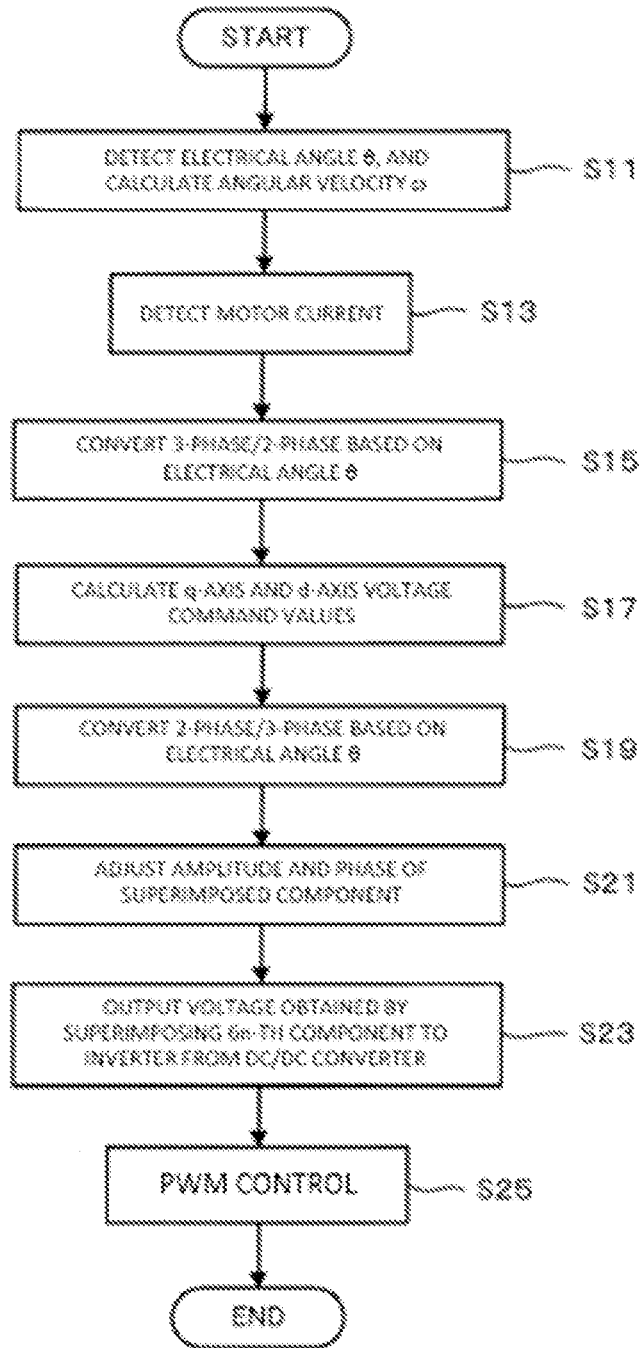 START
DETECT ELECTRICAL ANGLE θ, AND
CALCULATE ANGULAR VELOCITY ω
S11
DETECT MOTOR CURRENT
S13
CONVERT 3-PHASE/2-PHASE BASED ON
ELECTRICAL ANGLE θ
S15
CALCULATE q-AXIS AND d-AXIS VOLTAGE
COMMAND VALUES
S17
CONVERT 2-PHASE/3-PHASE BASED ON
ELECTRICAL ANGLE θ
S19
ADJUST AMPLITUDE AND PHASE OF
SUPERIMPOSED COMPONENT
S21
OUTPUT VOLTAGE OBTAINED BY
SUPERIMPOSING 6n-TH COMPONENT TO
INVERTER FROM DC/DC CONVERTER
S23
PWM CONTROL
S25
END